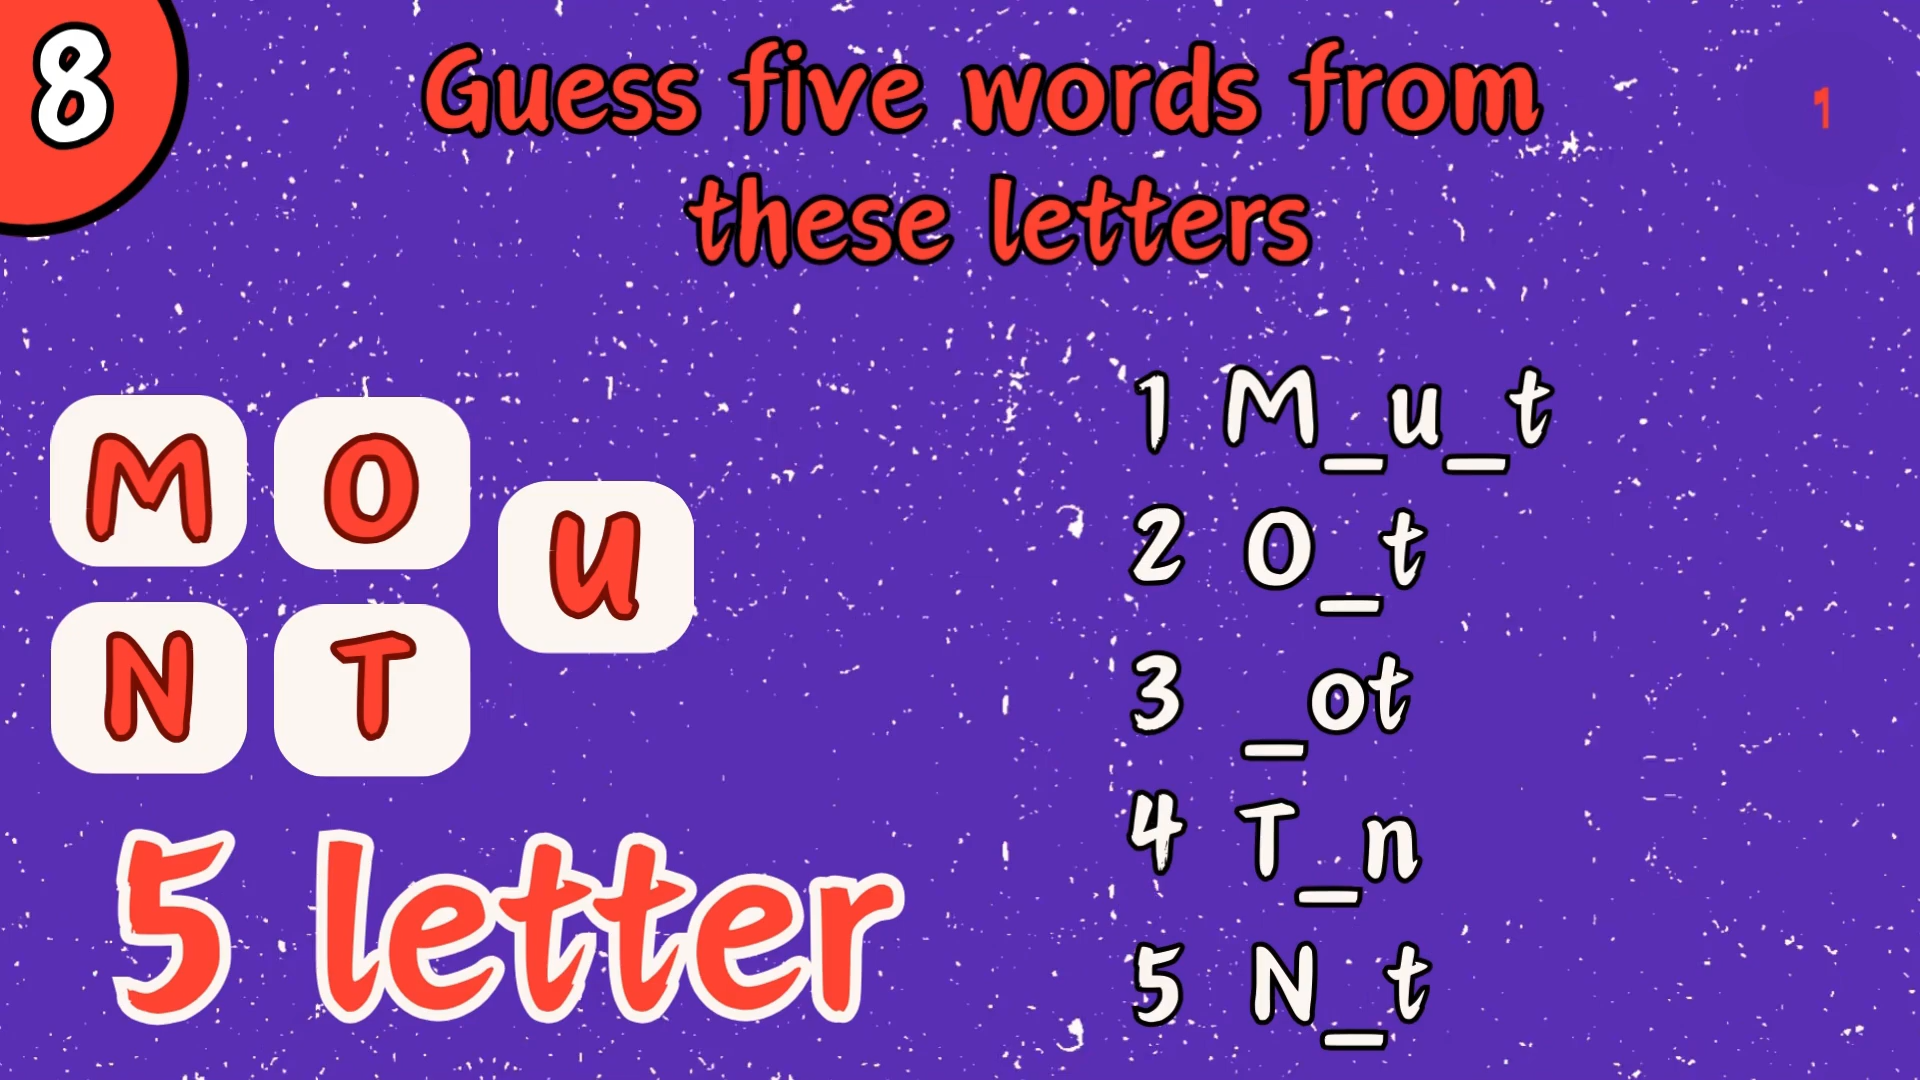 8
Guess five words from
these letters
1
M O
U
N T
5 letter
1 M_u_t
2 O_t
3 _ot
4 T_n
5 N_t